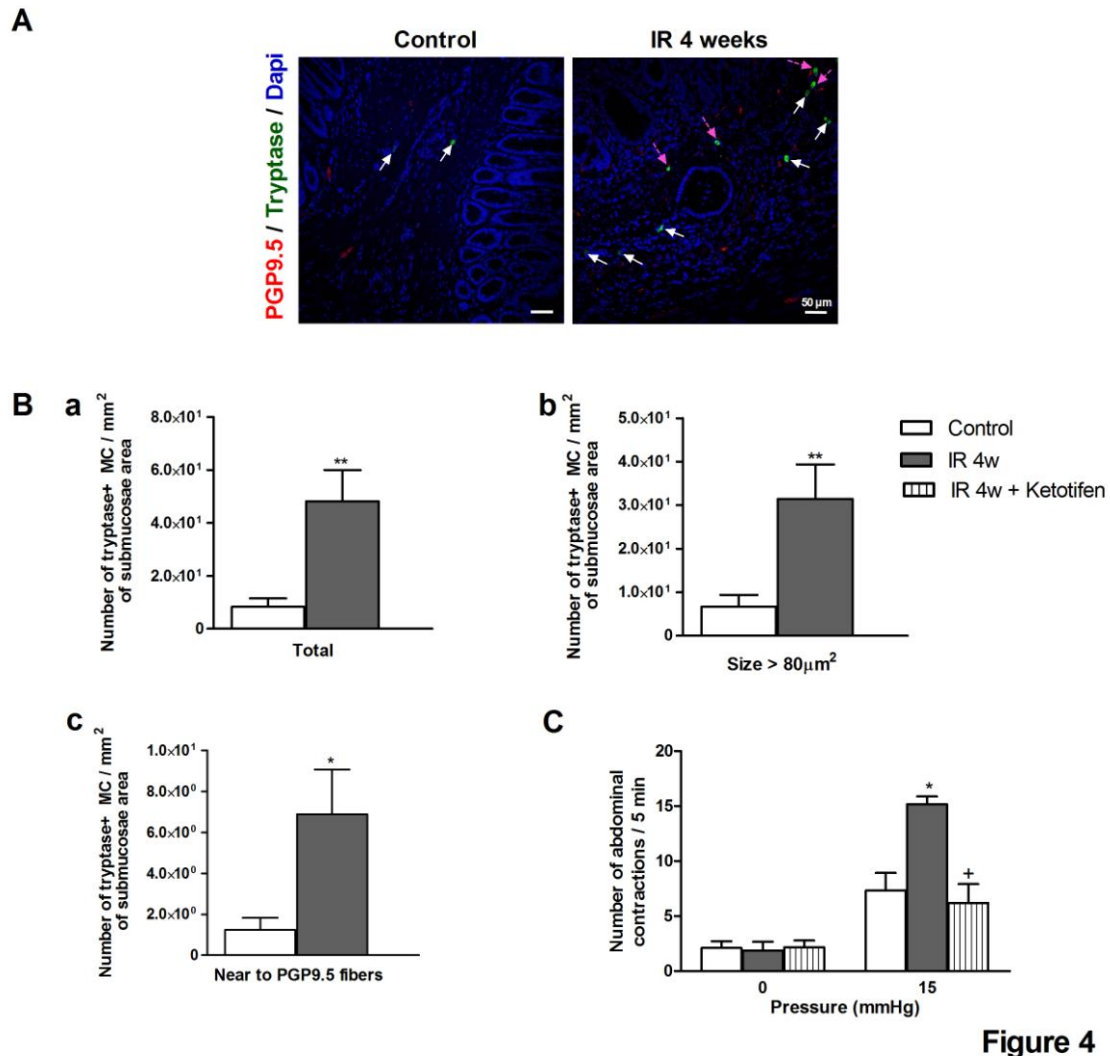 A
Control
IR 4 weeks
PGP9.5 / Tryptase / Dapi
50 µm
B
a
Number of tryptase+ MC / mm²
of submucosae area
8.0×10¹
6.0×10¹
4.0×10¹
2.0×10¹
0
**
Total
b
Number of tryptase+ MC / mm²
of submucosae area
5.0×10¹
4.0×10¹
3.0×10¹
2.0×10¹
1.0×10¹
0
**
Size > 80µm²
Control
IR 4w
IR 4w + Ketotifen
c
Number of tryptase+ MC / mm²
of submucosae area
1.0×10¹
8.0×10⁰
6.0×10⁰
4.0×10⁰
2.0×10⁰
0
*
Near to PGP9.5 fibers
C
Number of abdominal
contractions / 5 min
20
15
10
5
0
*
+
0
15
Pressure (mmHg)
Figure 4